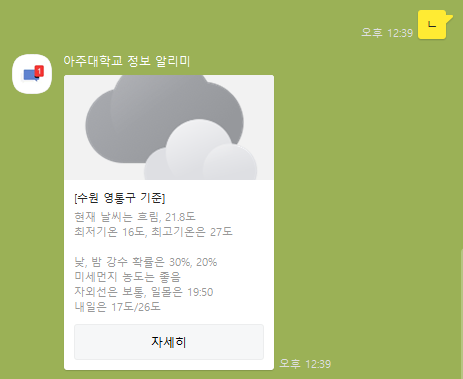 ㄴ
오후 12:39
아주대학교 정보 알리미
1
[수원 영통구 기준]
현재 날씨는 흐림, 21.8도
최저기온 16도, 최고기온은 27도
낮, 밤 강수 확률은 30%, 20%
미세먼지 농도는 좋음
자외선은 보통, 일몰은 19:50
내일은 17도/26도
자세히
오후 12:39